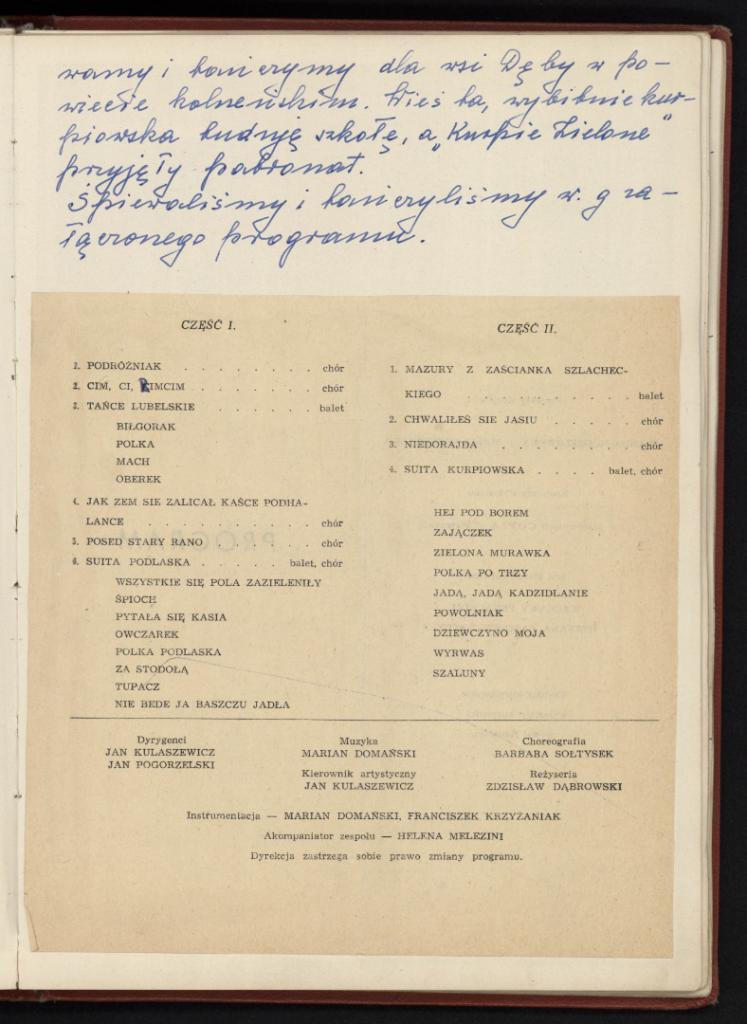 wamy i tańczymy dla wsi Dęby w po-
wiecie kolneńskim. Wieś ta, wybitnie kur-
piowska buduję szkołę, a „Kurpie Zielone"
przyjęły patronat.
Śpiewaliśmy i tańczyliśmy w. g za-
łączonego programu.
CZĘŚĆ I.
1. PODRÓŻNIAK . . . . . . . . chór
2. CIM, CI, RIMCIM . . . . . . . chór
3. TAŃCE LUBELSKIE . . . . . . balet
BIŁGORAK
POLKA
MACH
OBEREK
4. JAK ZEM SIE ZALICAŁ KAŚCE PODHA-
LANCE . . . . . . . . . . chór
5. POSED STARY RANO . . . . . . chór
6. SUITA PODLASKA . . . . . balet, chór
WSZYSTKIE SIĘ POLA ZAZIELENIŁY
ŚPIOCH
PYTAŁA SIĘ KASIA
OWCZAREK
POLKA PODLASKA
ZA STODOŁĄ
TUPACZ
NIE BEDE JA BASZCZU JADŁA
CZĘŚĆ II.
1. MAZURY Z ZAŚCIANKA SZLACHEC-
KIEGO . . . . . . . . . . balet
2. CHWALIŁEŚ SIE JASIU . . . . . chór
3. NIEDORAJDA . . . . . . . . chór
4. SUITA KURPIOWSKA . . . . balet, chór
HEJ POD BOREM
ZAJĄCZEK
ZIELONA MURAWKA
POLKA PO TRZY
JADĄ, JADĄ KADZIDLANIE
POWOLNIAK
DZIEWCZYNO MOJA
WYRWAS
SZALUNY
Dyrygenci
JAN KULASZEWICZ
JAN POGORZELSKI
Muzyka
MARIAN DOMAŃSKI
Kierownik artystyczny
JAN KULASZEWICZ
Choreografia
BARBARA SOŁTYSEK
Reżyseria
ZDZISŁAW DĄBROWSKI
Instrumentacja — MARIAN DOMAŃSKI, FRANCISZEK KRZYŻANIAK
Akompaniator zespołu — HELENA MELEZINI
Dyrekcja zastrzega sobie prawo zmiany programu.